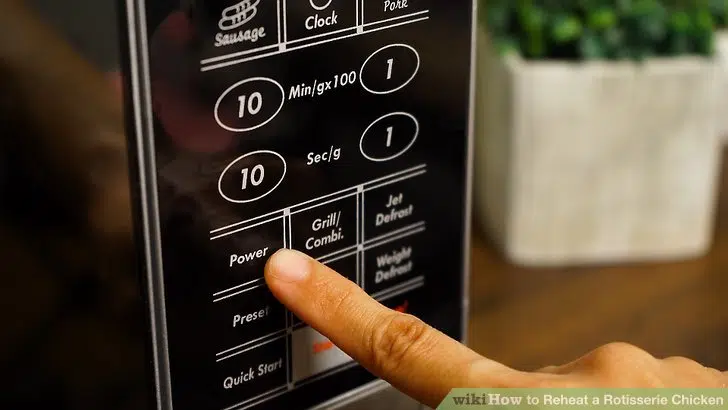 Sausage
Clock
Pork
10 Min/gx100 1
10 Sec/g 1
Power
Grill/
Combi.
Jet
Defrost
Weight
Defrost
Preset
Quick Start
wikiHow to Reheat a Rotisserie Chicken